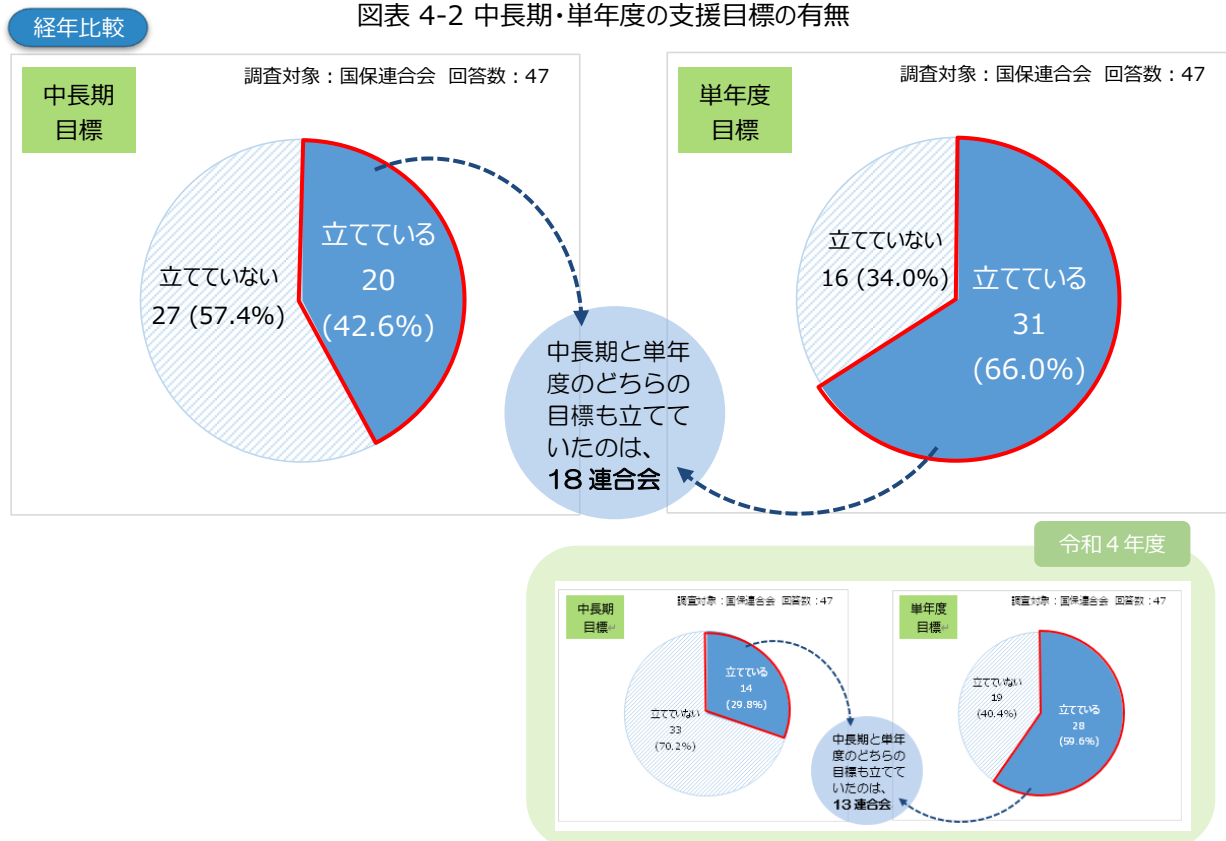 図表 4-2 中長期・単年度の支援目標の有無
経年比較
中長期
目標
調査対象：国保連合会 回答数：47
立てている
20
(42.6%)
立てていない
27 (57.4%)
単年度
目標
調査対象：国保連合会 回答数：47
立てていない
16 (34.0%)
立てている
31
(66.0%)
中長期と単年
度のどちらの
目標も立てて
いたのは、
18 連合会
令和４年度
中長期
目標↵
調査対象：国保連合会 回答数：47
立てている
14
(29.8%)
立てていない
33
(70.2%)
単年度
目標↵
調査対象：国保連合会 回答数：47
立てていない
19
(40.4%)
立てている
28
(59.6%)
中長期と単年
度のどちらの
目標も立てて
いたのは、
13 連合会